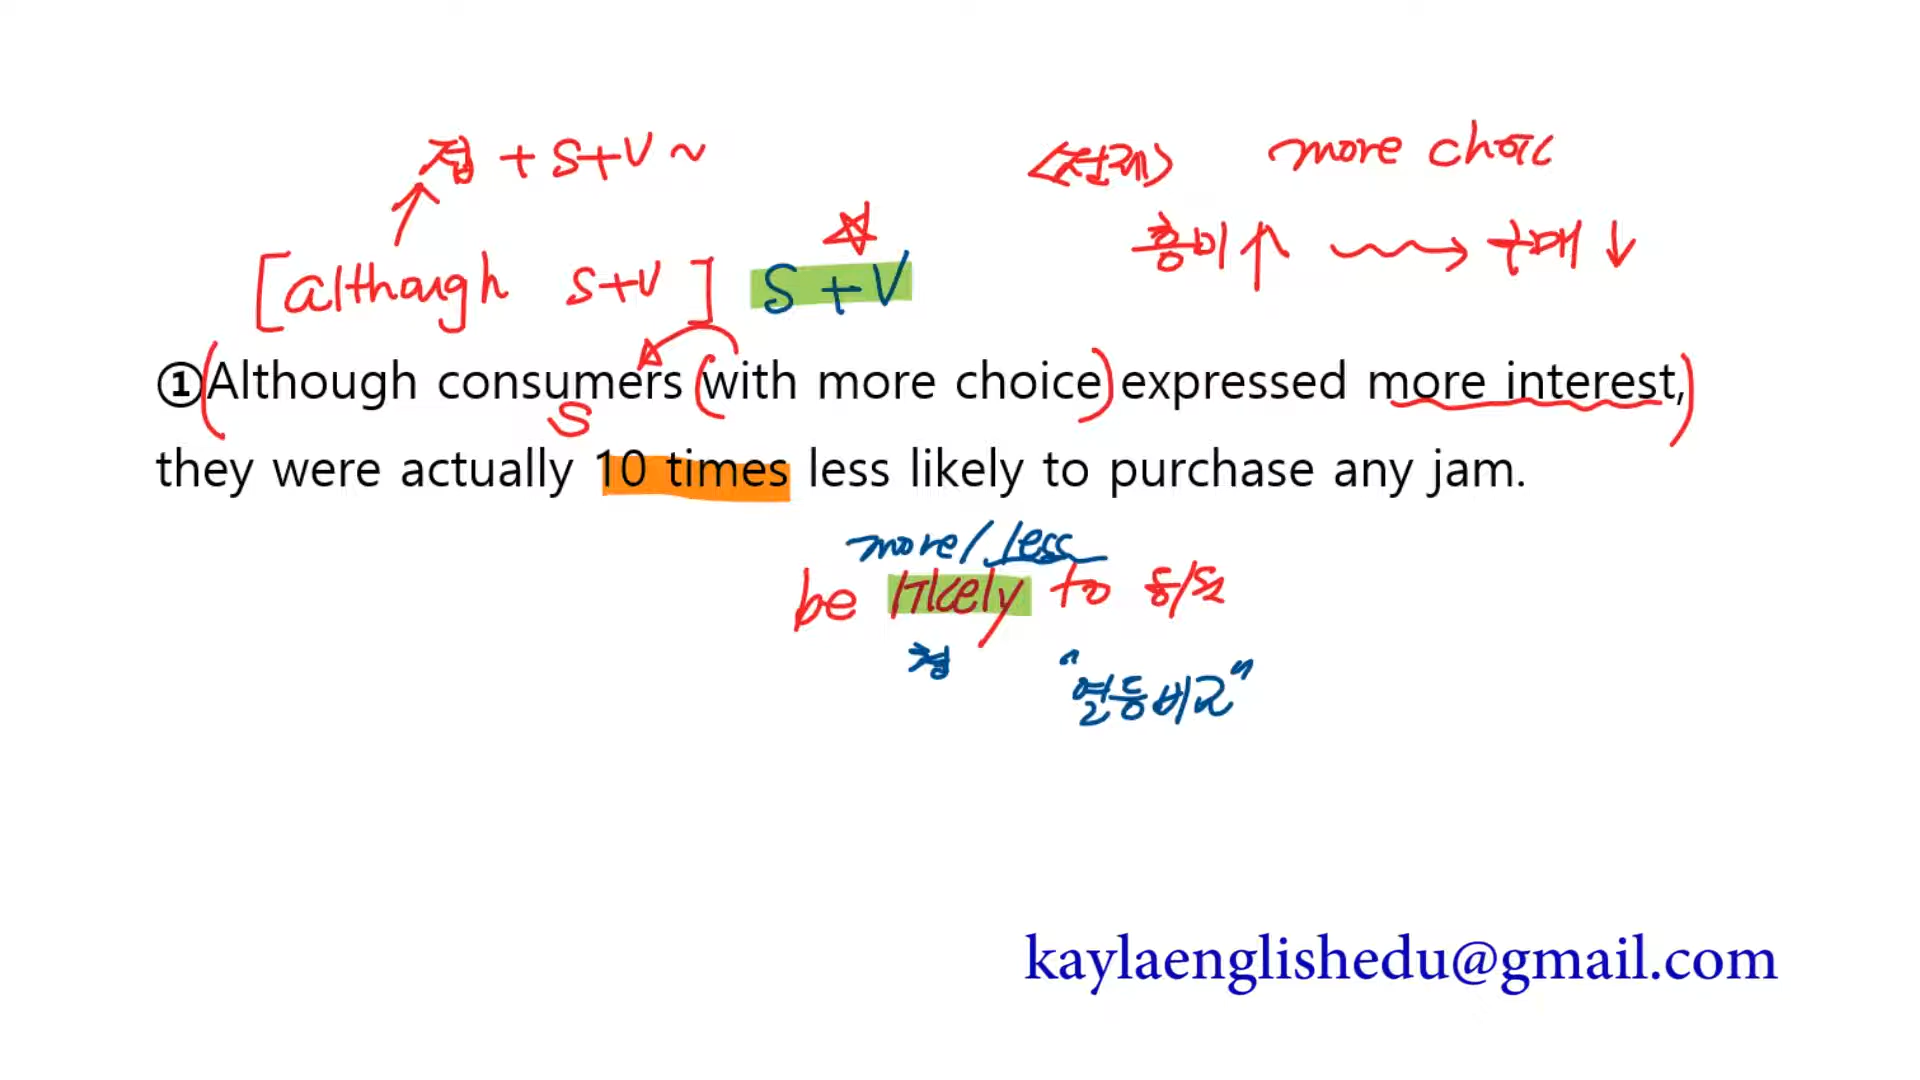 접 + S+V ~
<선택> more choic
흥미↑ → 구매↓
[although S+V] S+V
①Although consumers with more choice expressed more interest,
S
they were actually 10 times less likely to purchase any jam.
more/less
be likely to 동/원
형
"열등비교"
kaylaenglishedu@gmail.com